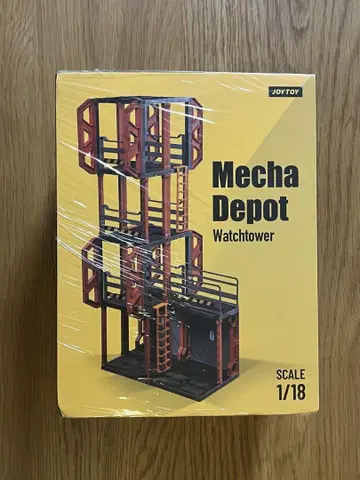 JOYTOY
Mecha
Depot
Watchtower
SCALE
1/18